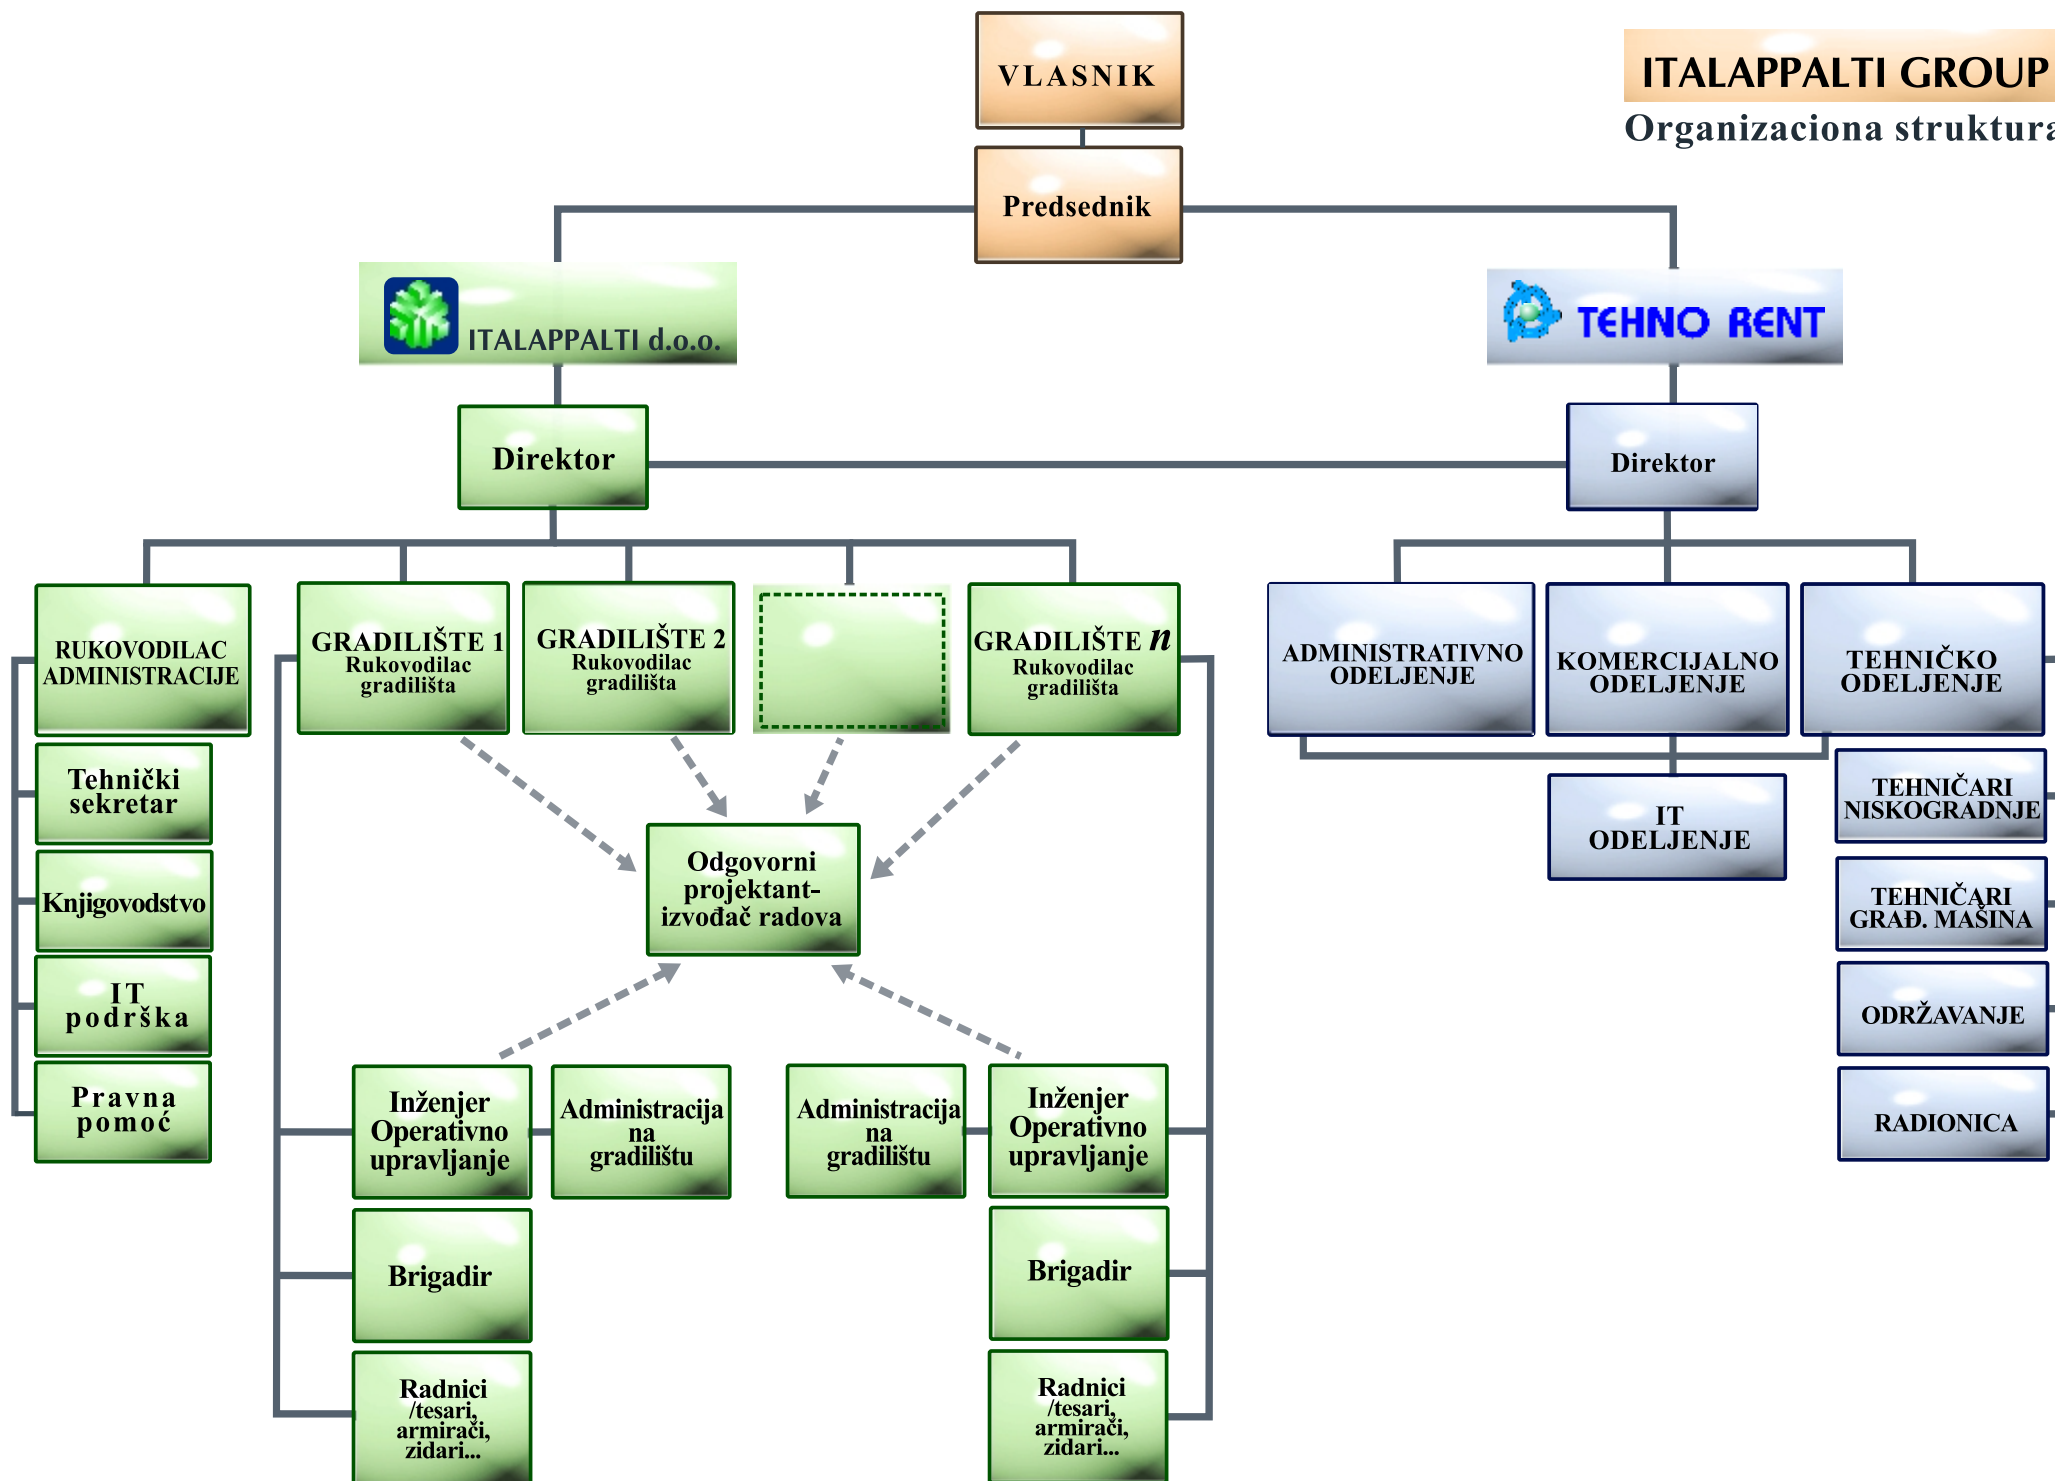 VLASNIK
ITALAPPALTI GROUP
Organizaciona struktura
Predsednik
ITALAPPALTI d.o.o.
TEHNO RENT
Direktor
Direktor
RUKOVODILAC
ADMINISTRACIJE
GRADILIŠTE 1
Rukovodilac
gradilišta
GRADILIŠTE 2
Rukovodilac
gradilišta
GRADILIŠTE n
Rukovodilac
gradilišta
ADMINISTRATIVNO
ODELJENJE
KOMERCIJALNO
ODELJENJE
TEHNIČKO
ODELJENJE
Tehnički
sekretar
Knjigovodstvo
IT
podrška
Pravna
pomoć
Odgovorni
projektant-
izvođač radova
IT
ODELJENJE
TEHNIČARI
NISKOGRADNJE
TEHNIČARI
GRAĐ. MAŠINA
ODRŽAVANJE
RADIONICA
Inženjer
Operativno
upravljanje
Administracija
na
gradilištu
Administracija
na
gradilištu
Inženjer
Operativno
upravljanje
Brigadir
Brigadir
Radnici
/tesari,
armirači,
zidari...
Radnici
/tesari,
armirači,
zidari...